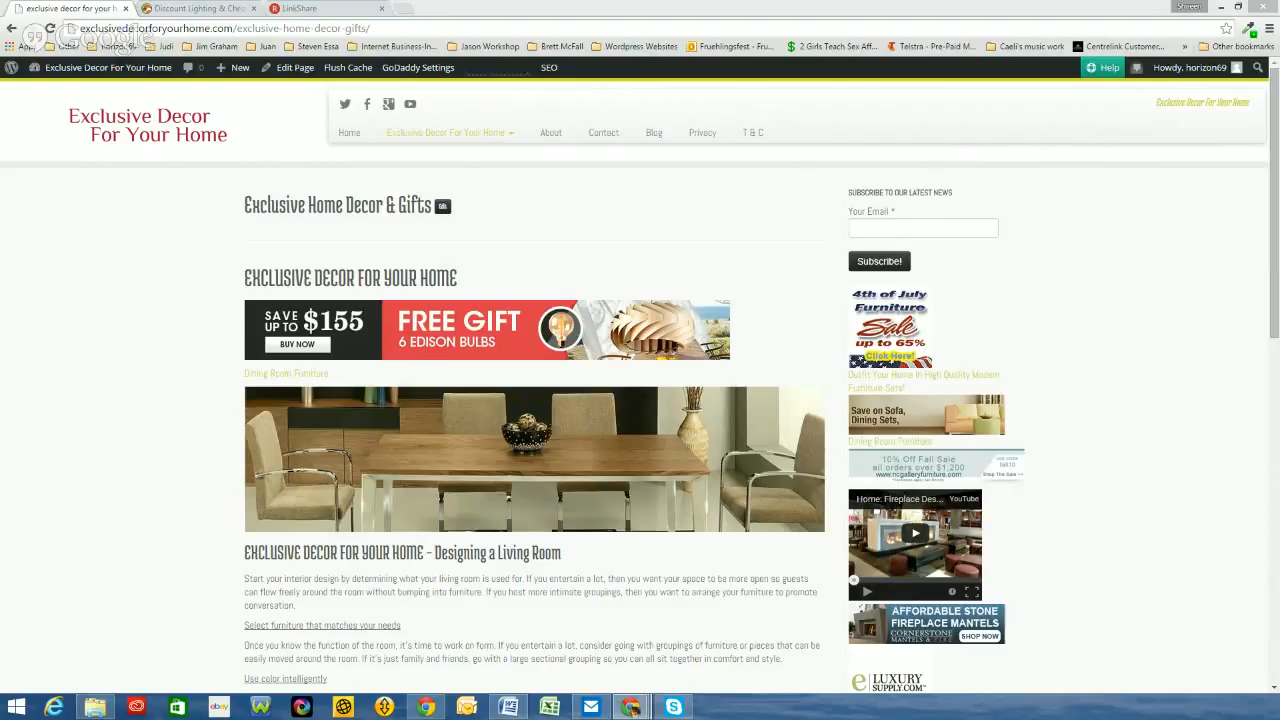 exclusive decor for your h
Discount Lighting & Chea
LinkShare
Shreen
exclusivedecorforyourhome.com/exclusive-home-decor-gifts/
Google
Apps
Judi
Jim Graham
Juan
Steven Essa
Internet Business-In...
Jason Workshop
Brett McFall
Wordpress Websites
Fruehlingsfest - Fru...
2 Girls Teach Sex Aff...
Telstra - Pre-Paid M...
Caeli's music work
Centrelink Customer...
»
Other bookmarks
Exclusive Decor For Your Home
0
New
Edit Page
Flush Cache
GoDaddy Settings
SEO
Help
Howdy, horizon69
Exclusive Decor
For Your Home
Exclusive Decor For Your Home
Home
Exclusive Decor For Your Home
About
Contact
Blog
Privacy
T & C
Exclusive Home Decor & Gifts
Edit
EXCLUSIVE DECOR FOR YOUR HOME
SAVE UP TO $155
BUY NOW
FREE GIFT
6 EDISON BULBS
Dining Room Furniture
EXCLUSIVE DECOR FOR YOUR HOME - Designing a Living Room
Start your interior design by determining what your living room is used for. If you entertain a lot, then you want your space to be more open so guests
can flow freely around the room without bumping into furniture. If you host more intimate groupings, then you want to arrange your furniture to promote
conversation.
Select furniture that matches your needs
Once you know the function of the room, it's time to work on form. If you entertain a lot, consider going with groupings of furniture or pieces that can be
easily moved around the room. If it's just family and friends, go with a large sectional grouping so you can all sit together in comfort and style.
Use color intelligently
SUBSCRIBE TO OUR LATEST NEWS
Your Email *
Subscribe!
4th of July
Furniture
Sale
up to 65%
Click Here!
Outfit Your Home In High Quality Modern
Furniture Sets!
Save on Sofa,
Dining Sets,
Dining Room Furniture
10% Off Fall Sale
all orders over $1,200
www.ncgalleryfurniture.com
USE CODE
fall10
Shop The Sale >>
Home: Fireplace Des...
YouTube
AFFORDABLE STONE
FIREPLACE MANTELS
CORNERSTONE
MANTELS &
SHOP NOW
e LUXURY
SUPPLY.COM
ebay